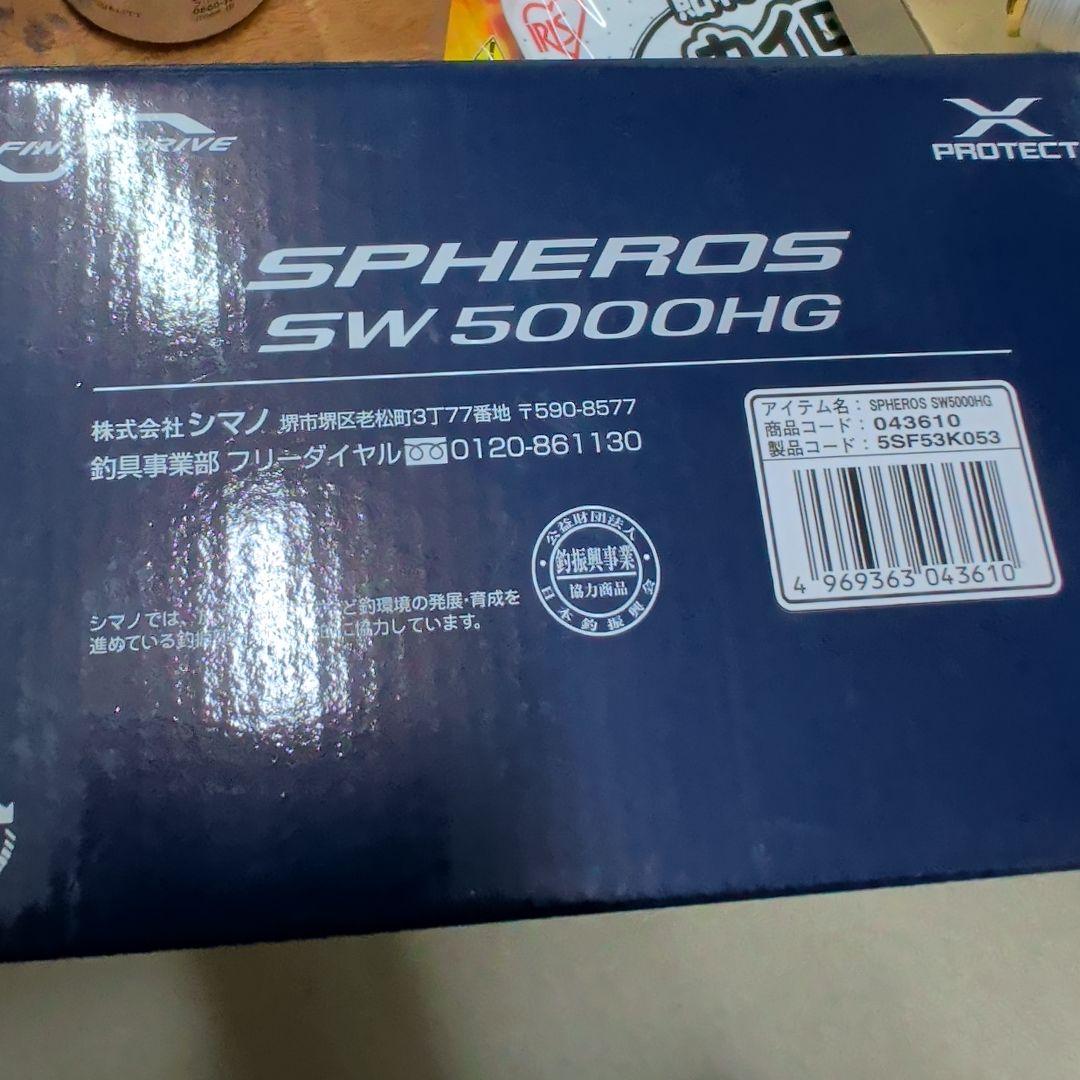 IRIS
X
PROTECT
DRIVE
SPHEROS
SW 5000HG
株式会社シマノ 堺市堺区老松町3丁77番地 〒590-8577
釣具事業部 フリーダイヤル 0120-861130
アイテム名： SPHEROS SW5000HG
商品コード： 043610
製品コード： 5SF53K053
4 969363 043610
公益財団法人
釣振興事業
協力商品
日本釣振興会
シマノでは、 と釣環境の発展・育成を
進めている釣振 に協力しています。